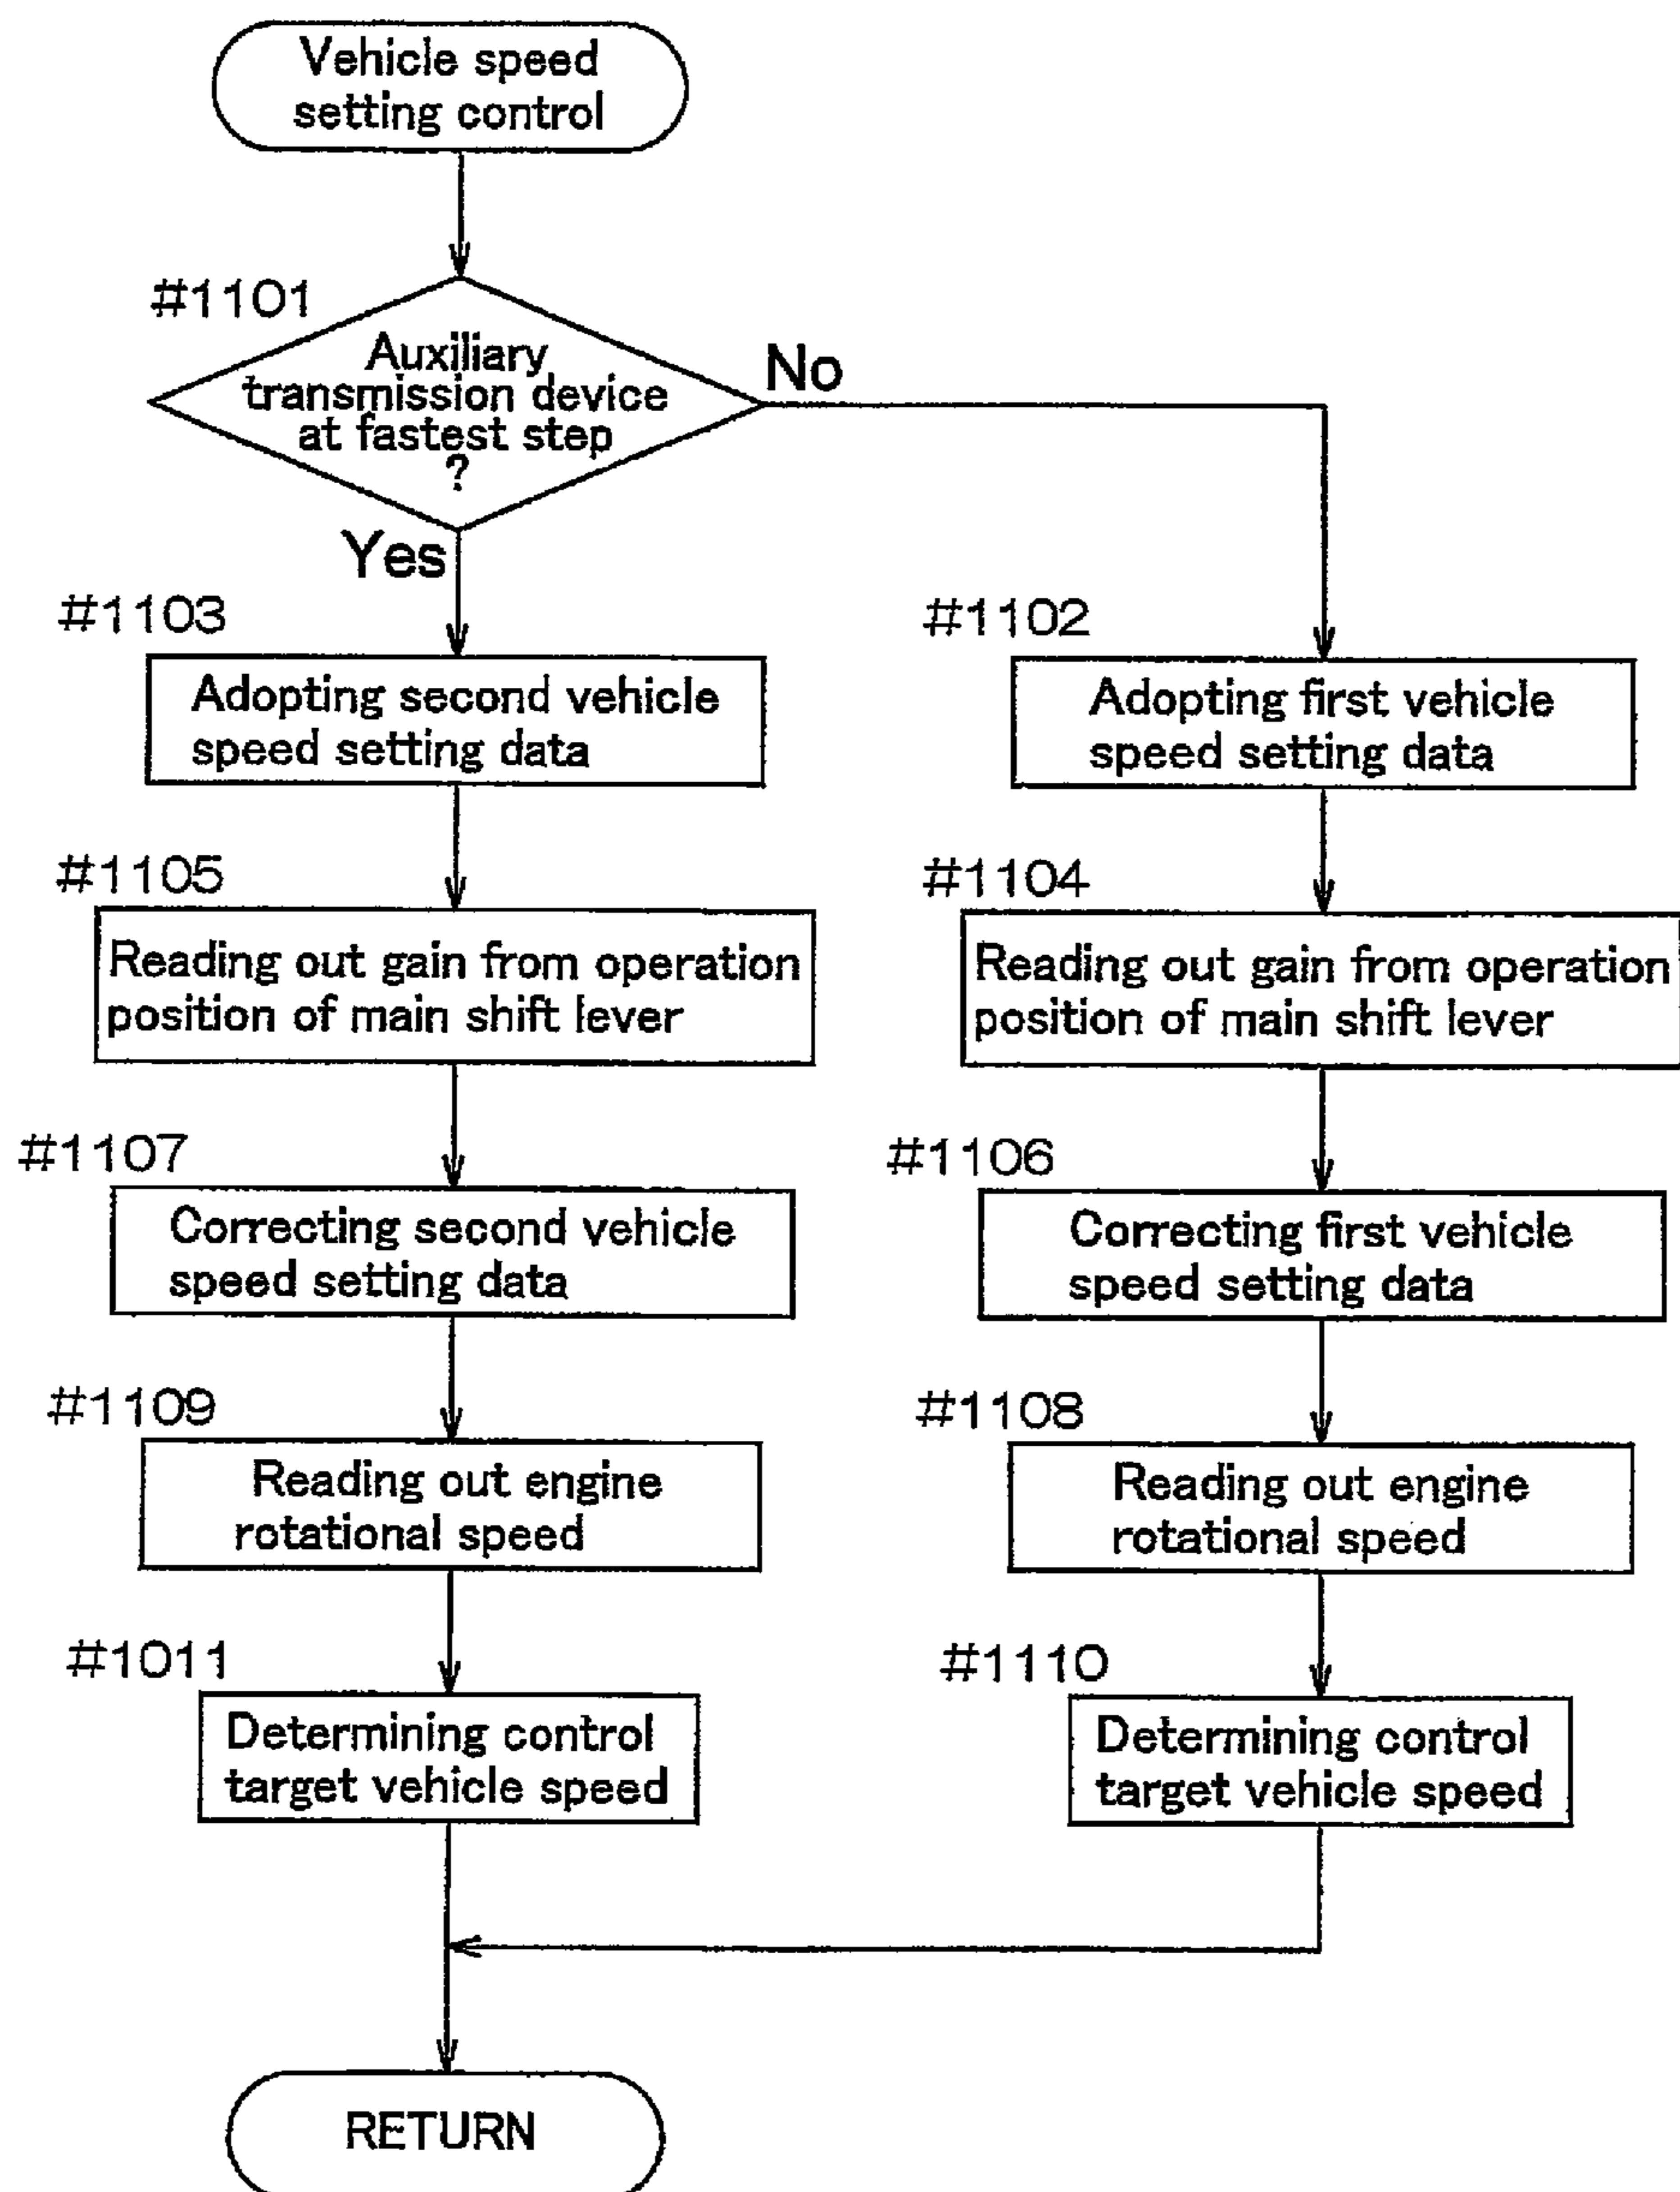 Vehicle speed
setting control
#1101
Auxiliary
transmission device
at fastest step
?
No
Yes
#1103
Adopting second vehicle
speed setting data
#1102
Adopting first vehicle
speed setting data
#1105
Reading out gain from operation
position of main shift lever
#1104
Reading out gain from operation
position of main shift lever
#1107
Correcting second vehicle
speed setting data
#1106
Correcting first vehicle
speed setting data
#1109
Reading out engine
rotational speed
#1108
Reading out engine
rotational speed
#1011
Determining control
target vehicle speed
#1110
Determining control
target vehicle speed
RETURN